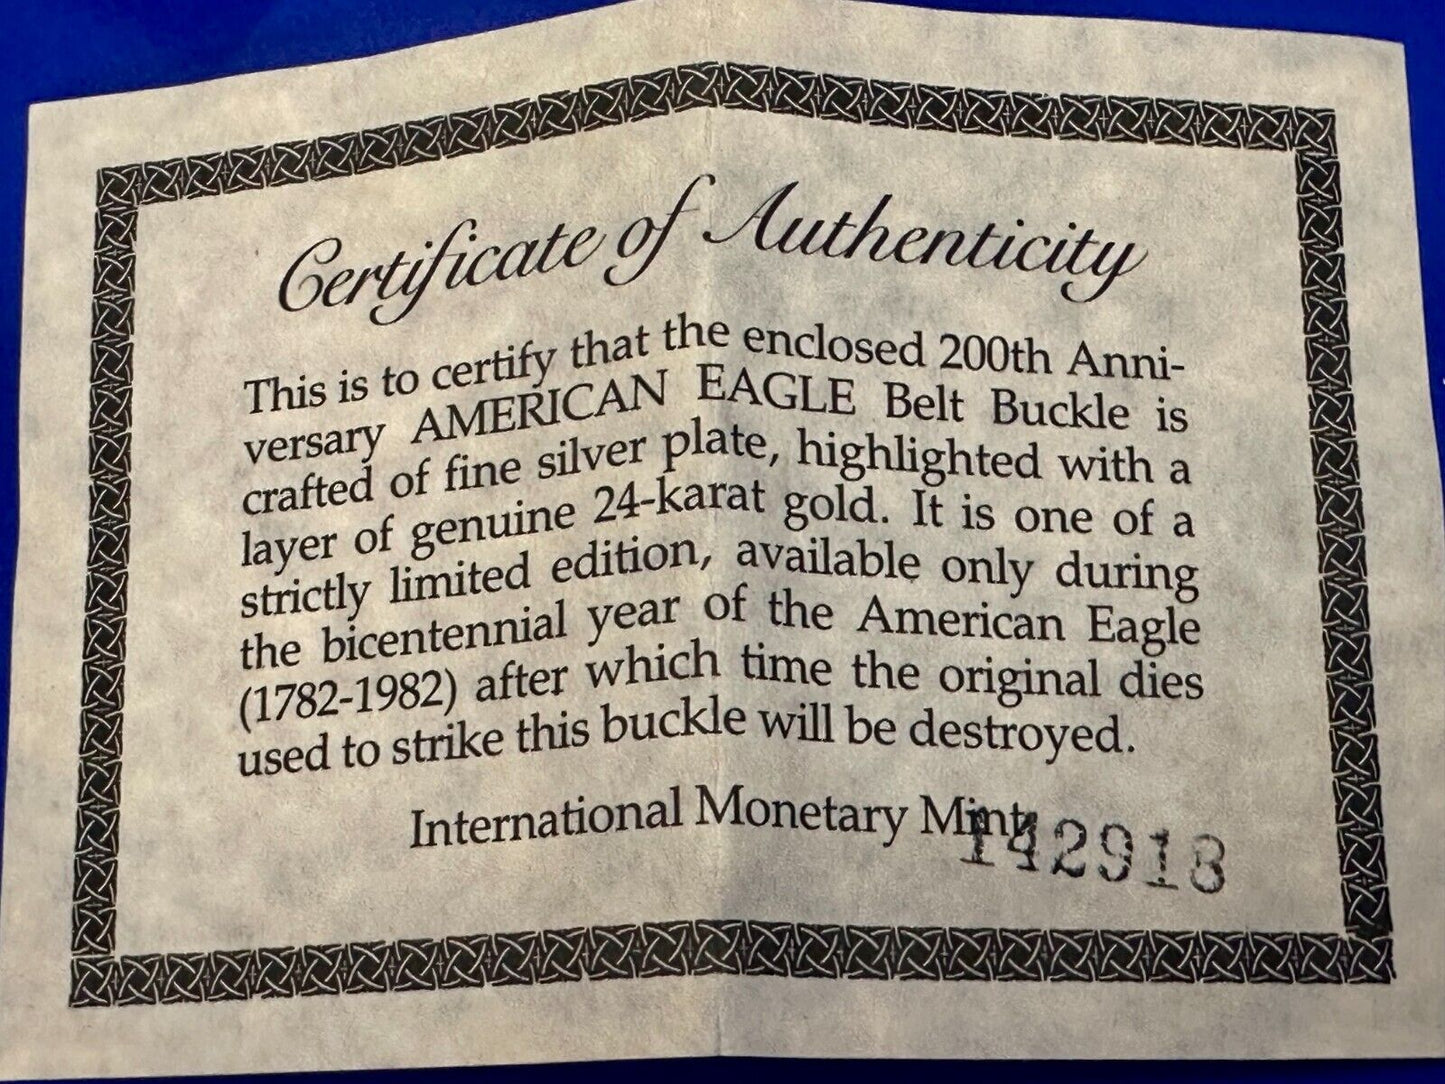 Certificate of Authenticity
This is to certify that the enclosed 200th Anni-
versary AMERICAN EAGLE Belt Buckle is
crafted of fine silver plate, highlighted with a
layer of genuine 24-karat gold. It is one of a
strictly limited edition, available only during
the bicentennial year of the American Eagle
(1782-1982) after which time the original dies
used to strike this buckle will be destroyed.
International Monetary Mint
142918